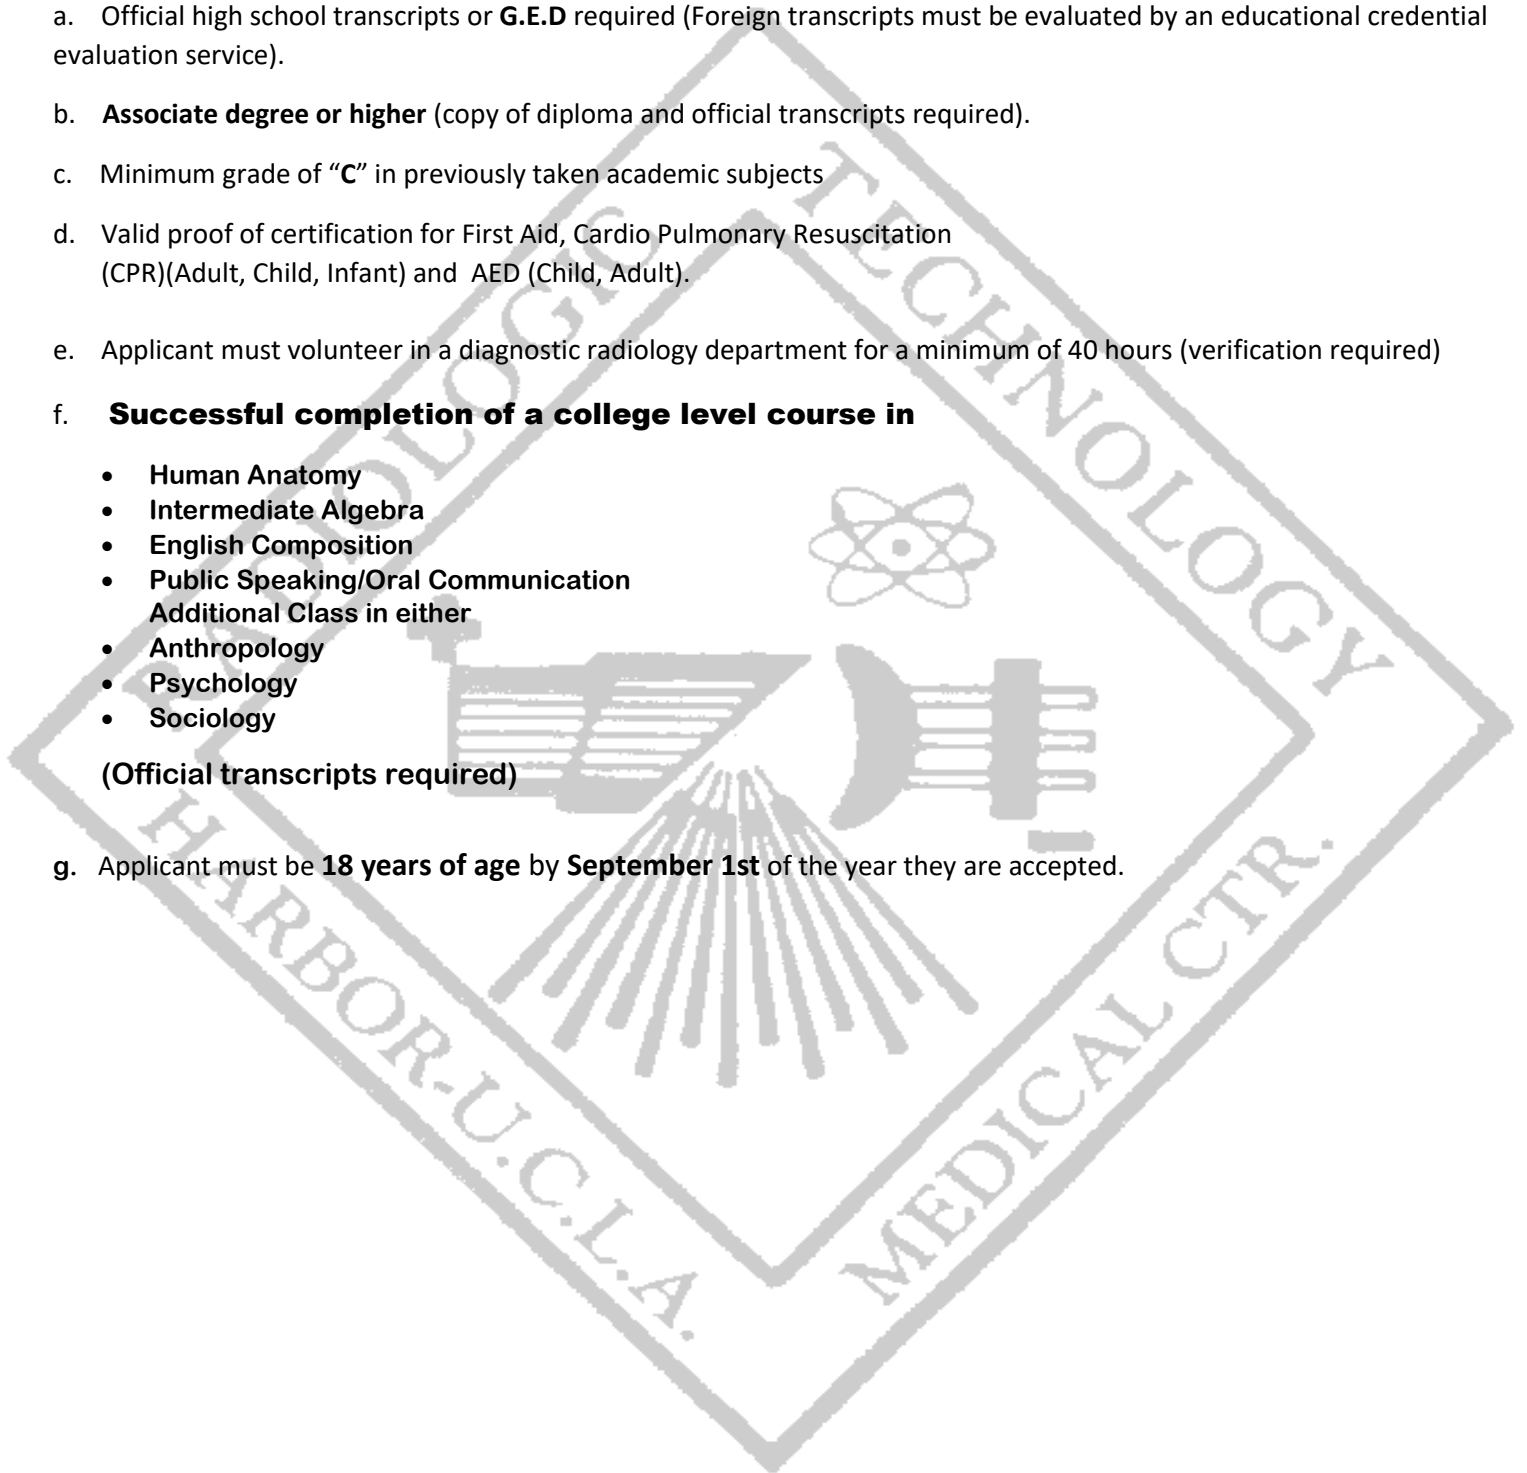 a. Official high school transcripts or G.E.D required (Foreign transcripts must be evaluated by an educational credential
evaluation service).
b. Associate degree or higher (copy of diploma and official transcripts required).
c. Minimum grade of “C” in previously taken academic subjects
d. Valid proof of certification for First Aid, Cardio Pulmonary Resuscitation
(CPR)(Adult, Child, Infant) and AED (Child, Adult).
e. Applicant must volunteer in a diagnostic radiology department for a minimum of 40 hours (verification required)
f. Successful completion of a college level course in
• Human Anatomy
• Intermediate Algebra
• English Composition
• Public Speaking/Oral Communication
Additional Class in either
• Anthropology
• Psychology
• Sociology
(Official transcripts required)
g. Applicant must be 18 years of age by September 1st of the year they are accepted.
RADIOLOGIC
TECHNOLOGY
HARBOR-U.C.L.A.
MEDICAL CTR.